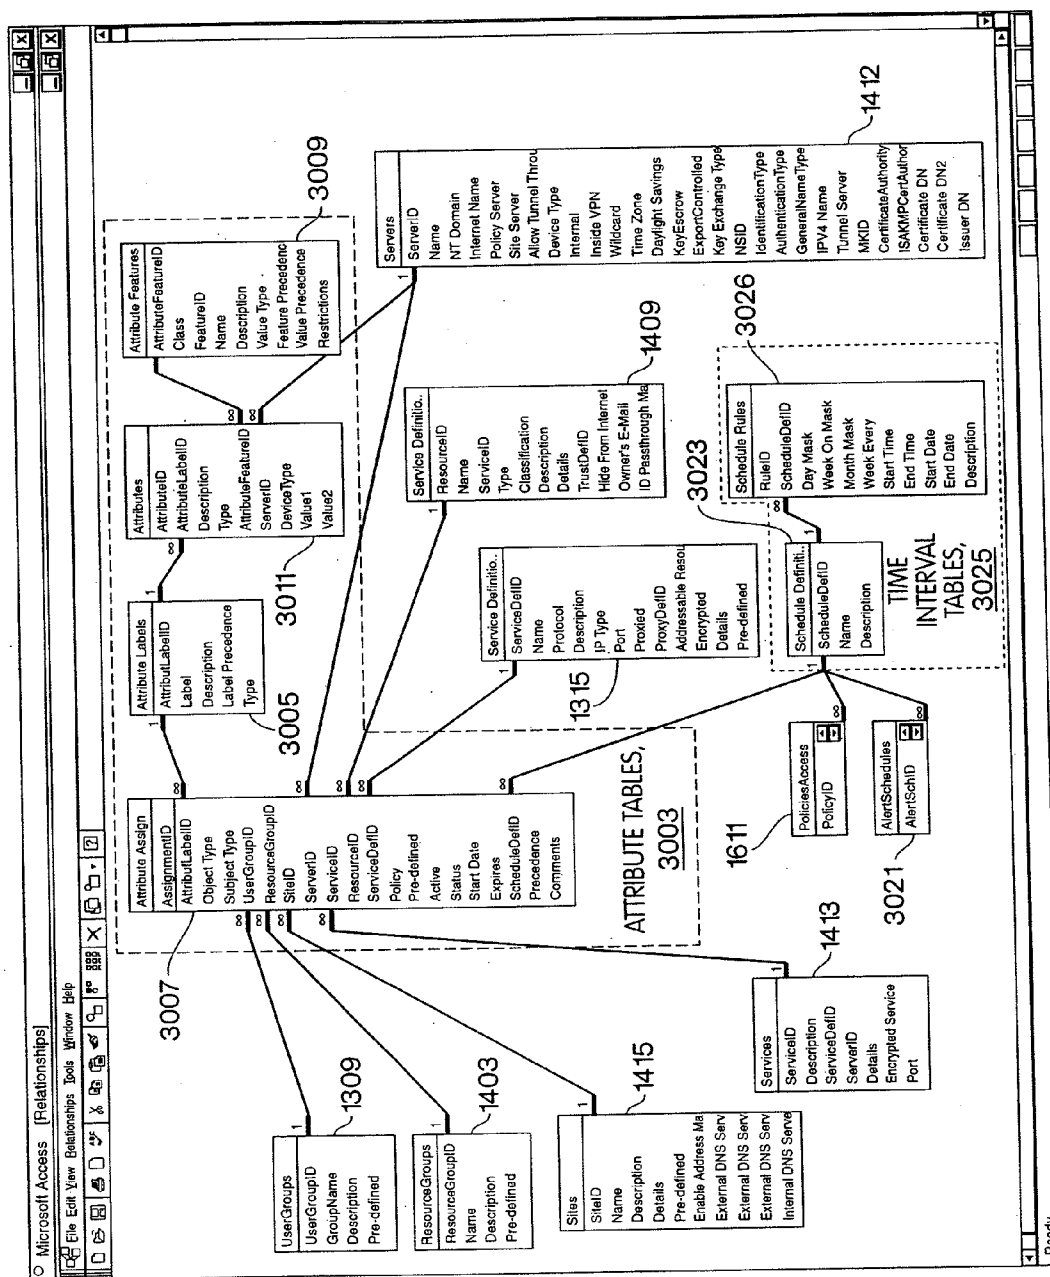 Microsoft Access [Relationships]
File Edit View Relationships Tools Window Help
UserGroups
UserGroupID
GroupName
Description
Pre-defined
1309
ResourceGroups
ResourceGroupID
Name
Description
Pre-defined
1403
Sites
SiteID
Name
Description
Details
Pre-defined
Enable Address Ma
External DNS Serv
External DNS Serv
External DNS Serv
Internal DNS Serve
1415
Services
ServiceID
Description
ServiceDefID
ServerID
Details
Encrypted Service
Port
1413
Attribute Assign
AssignmentID
AttributLabelID
Object Type
Subject Type
UserGroupID
ResourceGroupID
SiteID
ServerID
ServiceID
ResourceID
ServiceDefID
Policy
Pre-defined
Active
Status
Start Date
Expires
ScheduleDefID
Precedence
Comments
3007
ATTRIBUTE TABLES,
3003
Attribute Labels
AttributLabelID
Label
Description
Label Precedence
Type
3005
Attributes
AttributeID
AttributeLabelID
Description
Type
AttributeFeatureID
ServerID
DeviceType
Value1
Value2
3011
Attribute Features
AttributeFeatureID
Class
FeatureID
Name
Description
Value Type
Feature Precedenc
Value Precedence
Restrictions
3009
Servers
ServerID
Name
NT Domain
Internet Name
Policy Server
Site Server
Allow Tunnel Throu
Device Type
Internal
Inside VPN
Wildcard
Time Zone
Daylight Savings
KeyEscrow
ExportControlled
Key Exchange Type
NSID
IdentificationType
AuthenticationType
GeneralNameType
IPV4 Name
Tunnel Server
MKID
CertificateAuthority
ISAKMPCertAuthor
Certificate DN
Certificate DN2
Issuer DN
1412
Service Definitio..
ResourceID
Name
ServiceID
Type
Classification
Description
Details
TrustDefID
Hide From Internet
Owner's E-Mail
ID Passthrough Ma
1409
Service Definitio..
ServiceDefID
Name
Protocol
Description
IP Type
Port
Proxied
ProxyDefID
Addressable Resou
Encrypted
Details
Pre-defined
1315
PoliciesAccess
PolicyID
1611
AlertSchedules
AlertSchID
3021
Schedule Definiti...
ScheduleDefID
Name
Description
3023
Schedule Rules
RuleID
ScheduleDefID
Day Mask
Week On Mask
Month Mask
Week Every
Start Time
End Time
Start Date
End Date
Description
3026
TIME
INTERVAL
TABLES,
3025
Ready